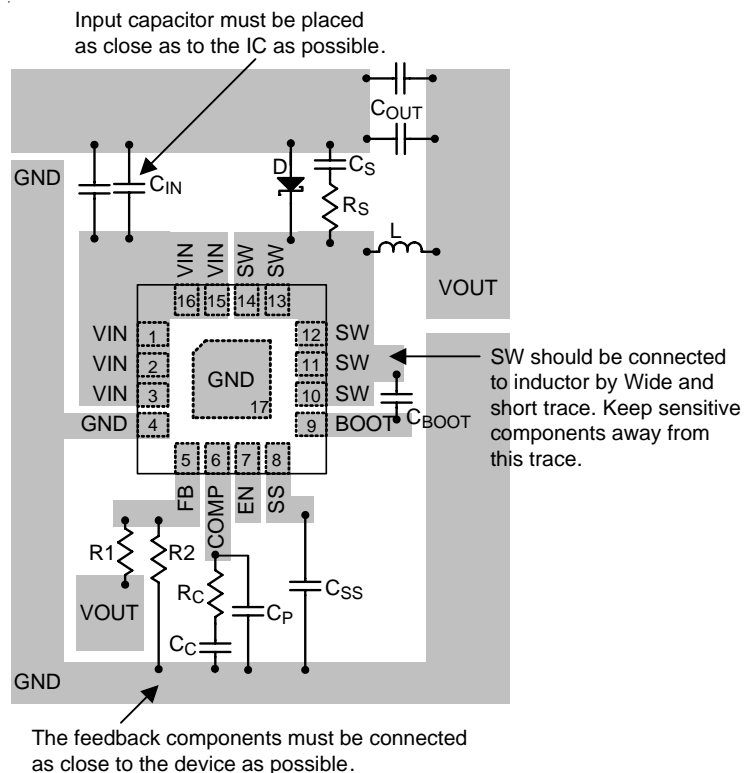 Input capacitor must be placed
as close as to the IC as possible.
COUT
GND
CIN
D
CS
RS
L
VOUT
VIN
VIN
SW
SW
16
15
14
13
VIN
1
12
SW
VIN
2
11
SW
VIN
3
10
SW
GND
4
9
BOOT
GND
17
CBOOT
SW should be connected
to inductor by Wide and
short trace. Keep sensitive
components away from
this trace.
5
6
7
8
FB
COMP
EN
SS
R1
R2
VOUT
RC
CP
CC
CSS
GND
The feedback components must be connected
as close to the device as possible.